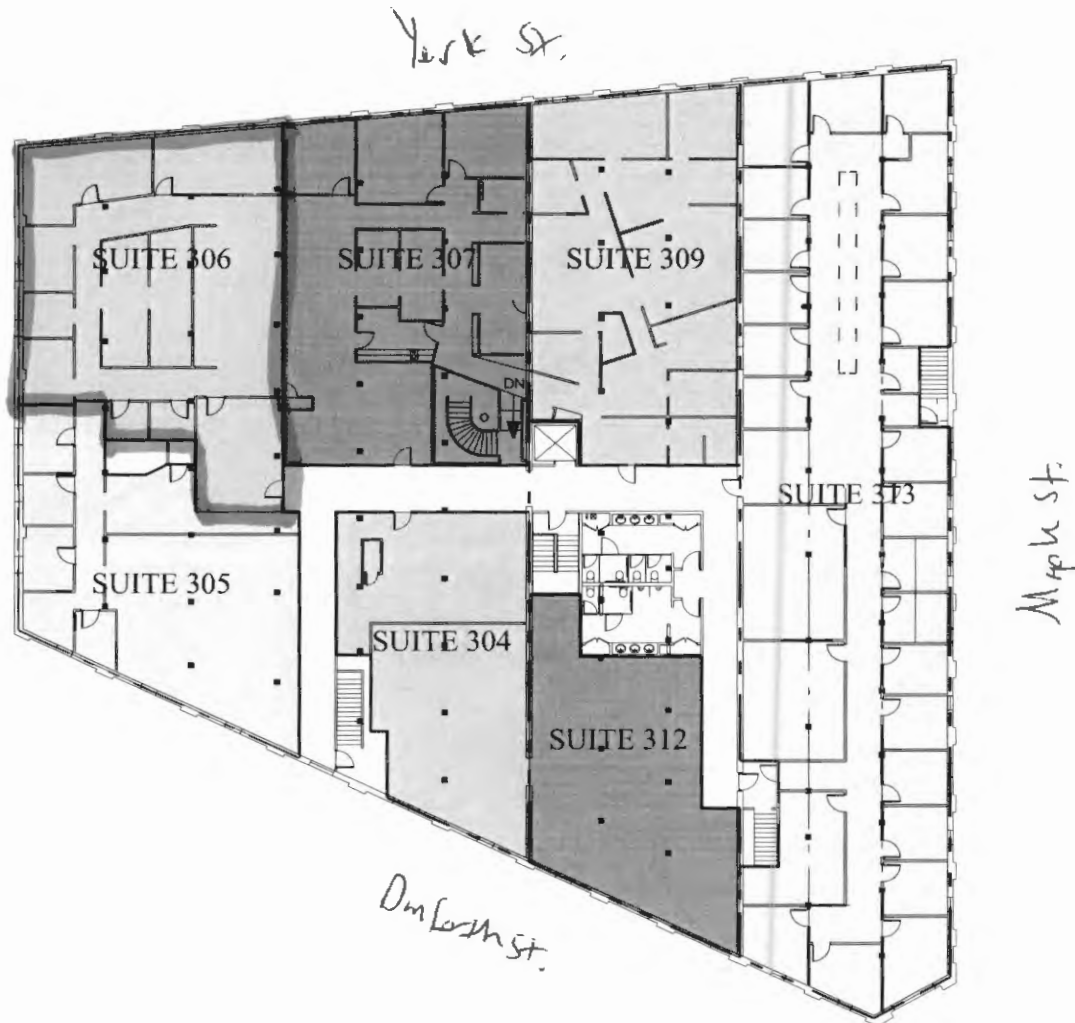 York St.
SUITE 306
SUITE 307
SUITE 309
DN
SUITE 313
Maple St.
SUITE 305
SUITE 304
SUITE 312
Danforth St.